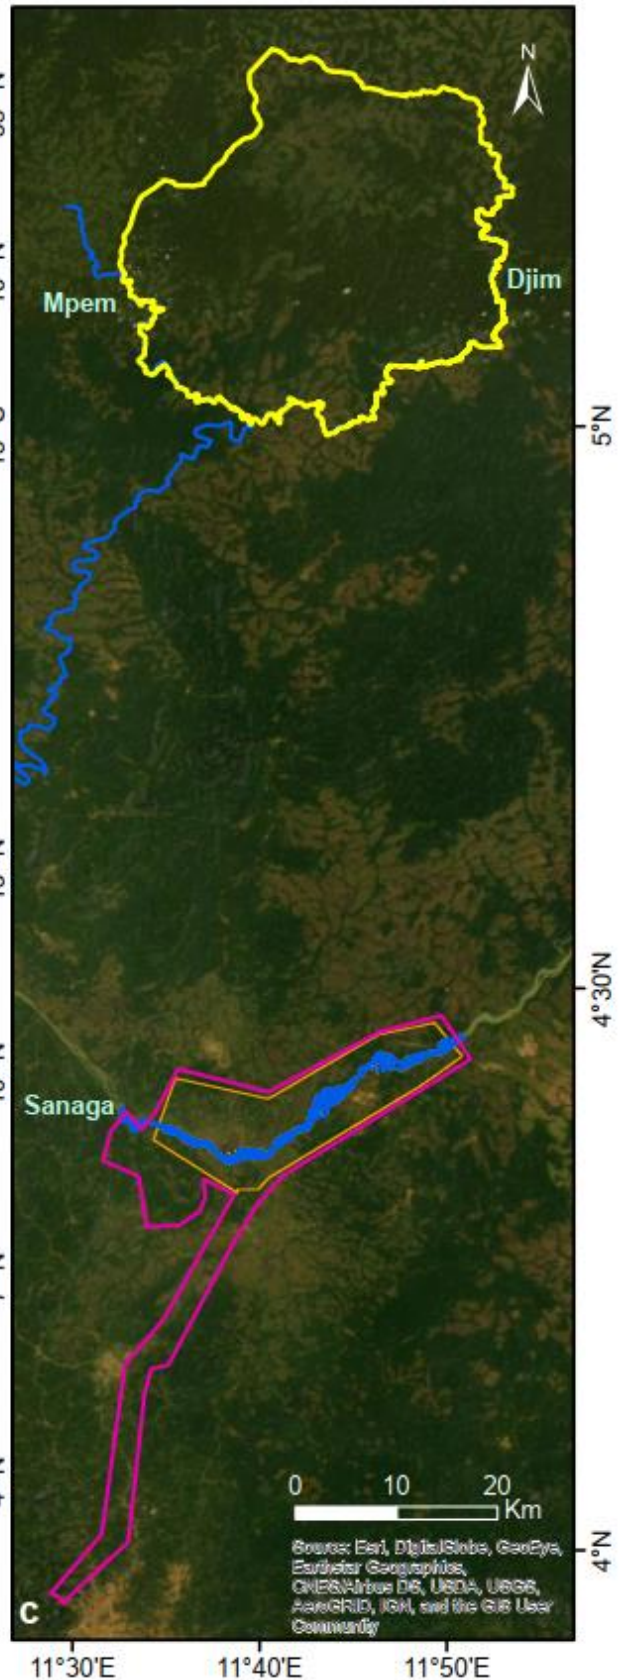 N
Mpem
Djim
5°N
4°30'N
Sanaga
0 10 20
Km
Source: Esri, DigitalGlobe, GeoEye,
Earthstar Geographics,
CNES/Airbus DS, USDA, USGS,
AeroGRID, IGN, and the GIS User
Community
4°N
C
11°30'E 11°40'E 11°50'E